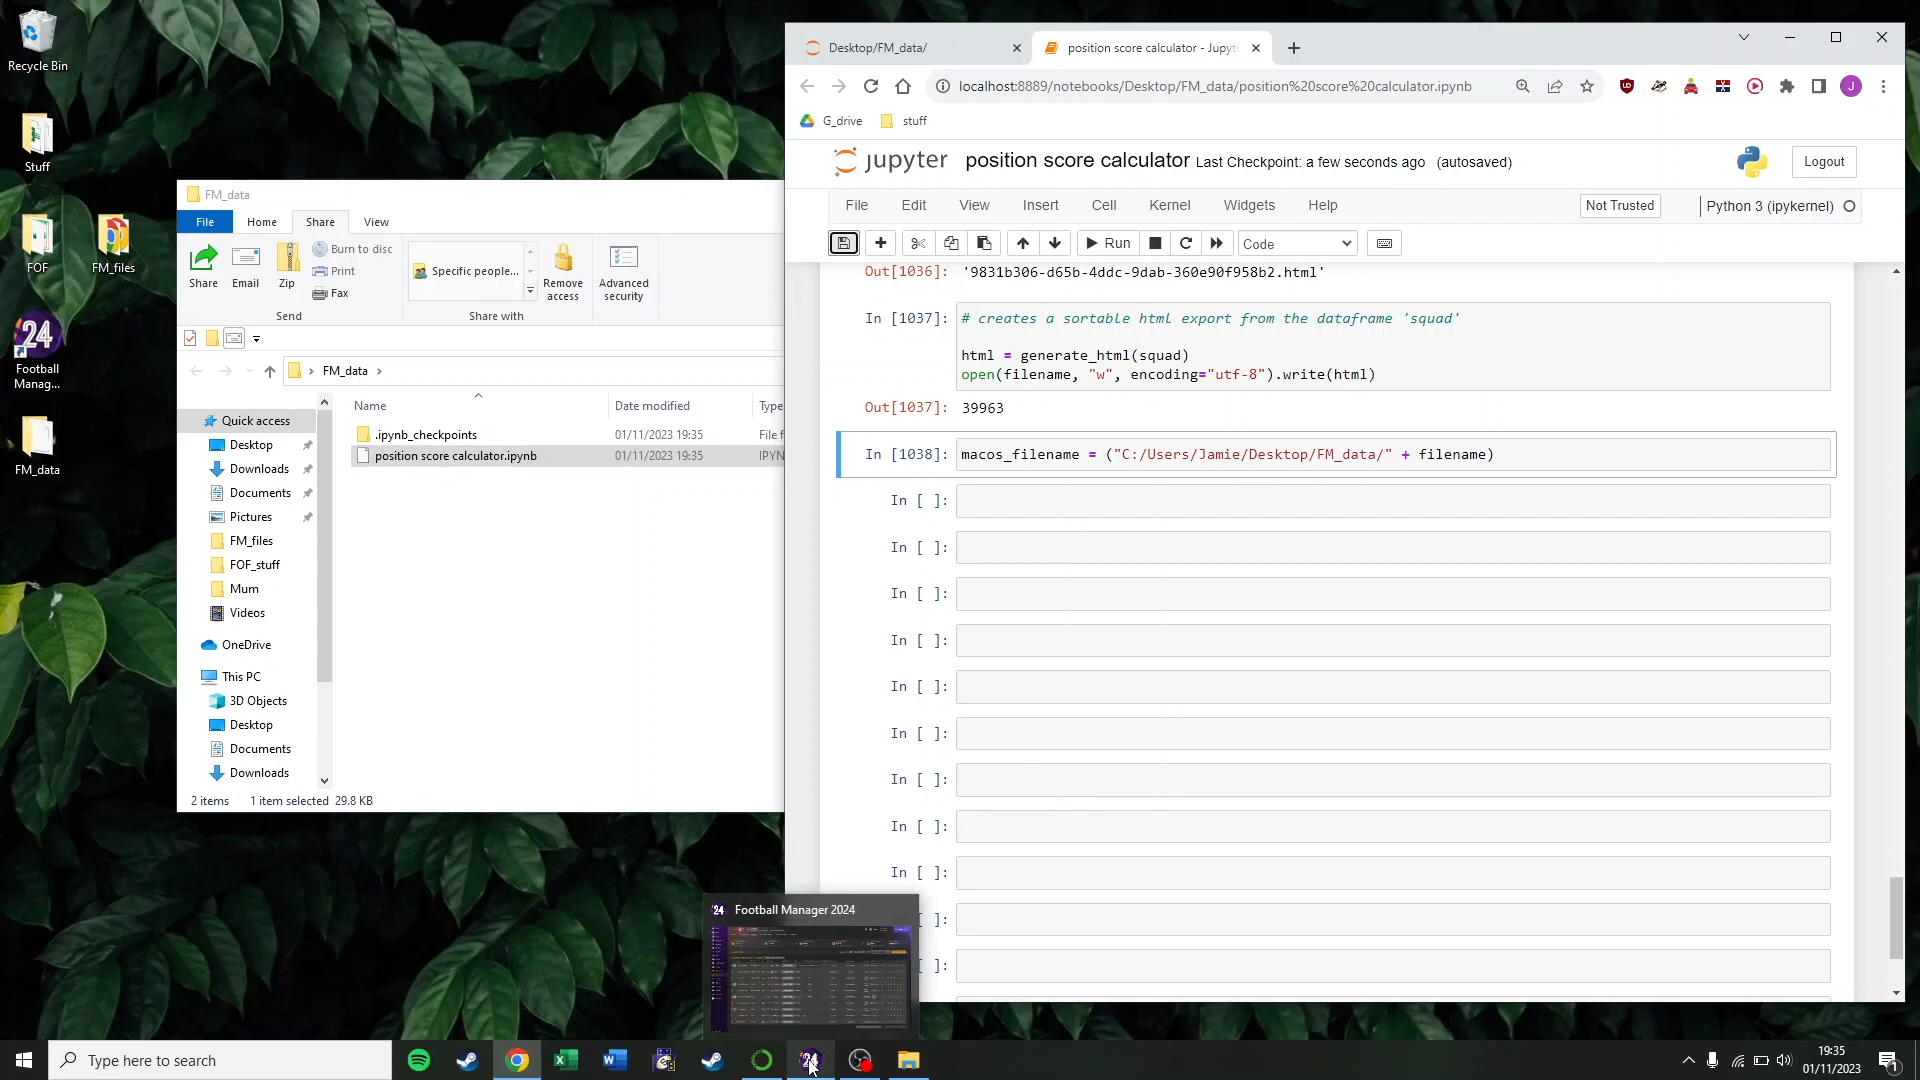 Recycle Bin
Stuff
FOF
FM_files
24
Football
Manag...
FM_data
FM_data
File
Home
Share
View
Share
Email
Zip
Burn to disc
Print
Fax
Send
Specific people...
Remove
access
Share with
Advanced
security
FM_data
Name
Date modified
Type
.ipynb_checkpoints
01/11/2023 19:35
File f
position score calculator.ipynb
01/11/2023 19:35
IPYN
Quick access
Desktop
Downloads
Documents
Pictures
FM_files
FOF_stuff
Mum
Videos
OneDrive
This PC
3D Objects
Desktop
Documents
Downloads
2 items
1 item selected 29.8 KB
Desktop/FM_data/
position score calculator - Jupyt
localhost:8889/notebooks/Desktop/FM_data/position%20score%20calculator.ipynb
J
G_drive
stuff
jupyter position score calculator Last Checkpoint: a few seconds ago (autosaved)
Logout
File
Edit
View
Insert
Cell
Kernel
Widgets
Help
Not Trusted
Python 3 (ipykernel)
Run
Code
Out[1036]: '9831b306-d65b-4ddc-9dab-360e90f958b2.html'
In [1037]: # creates a sortable html export from the dataframe 'squad'
html = generate_html(squad)
open(filename, "w", encoding="utf-8").write(html)
Out[1037]: 39963
In [1038]: macos_filename = ("C:/Users/Jamie/Desktop/FM_data/" + filename)
In [ ]:
In [ ]:
In [ ]:
In [ ]:
In [ ]:
In [ ]:
In [ ]:
In [ ]:
In [ ]:
[ ]:
]:
24 Football Manager 2024
Type here to search
24
19:35
01/11/2023
1